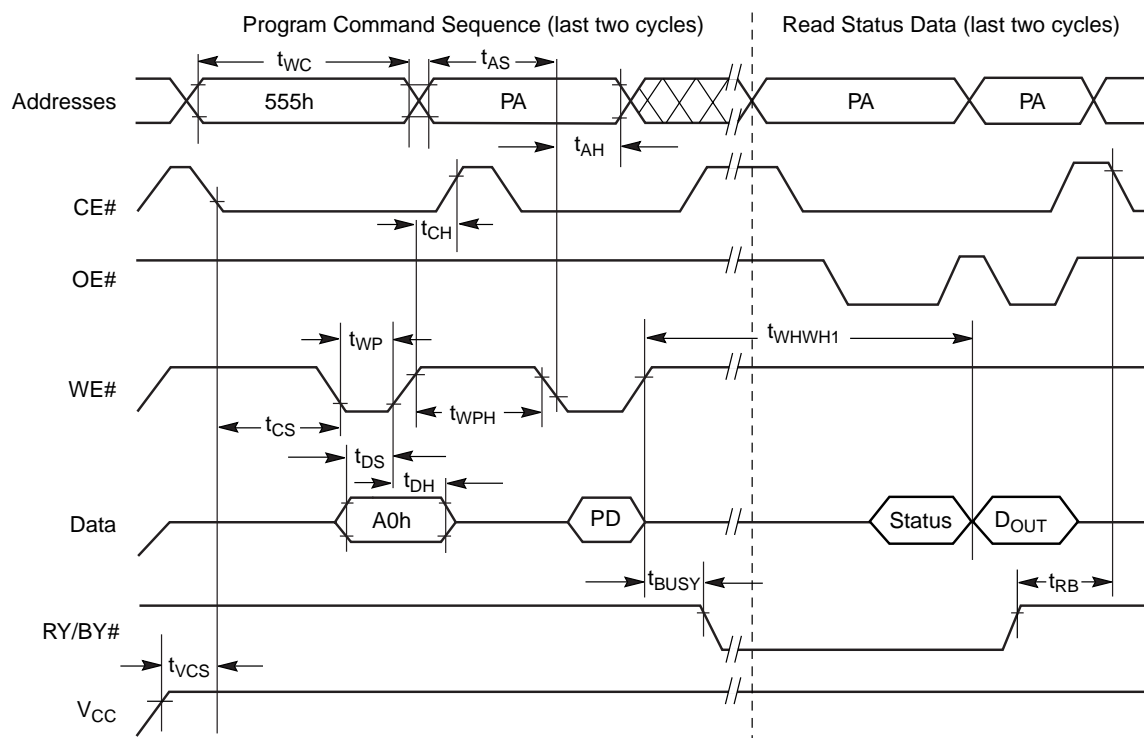 Program Command Sequence (last two cycles) Read Status Data (last two cycles)
tWC tAS
Addresses 555h PA PA PA
tAH
CE#
tCH
OE#
tWP tWHWH1
WE#
tCS tWPH
tDS
tDH
Data A0h PD Status DOUT
tBUSY tRB
RY/BY#
tVCS
VCC